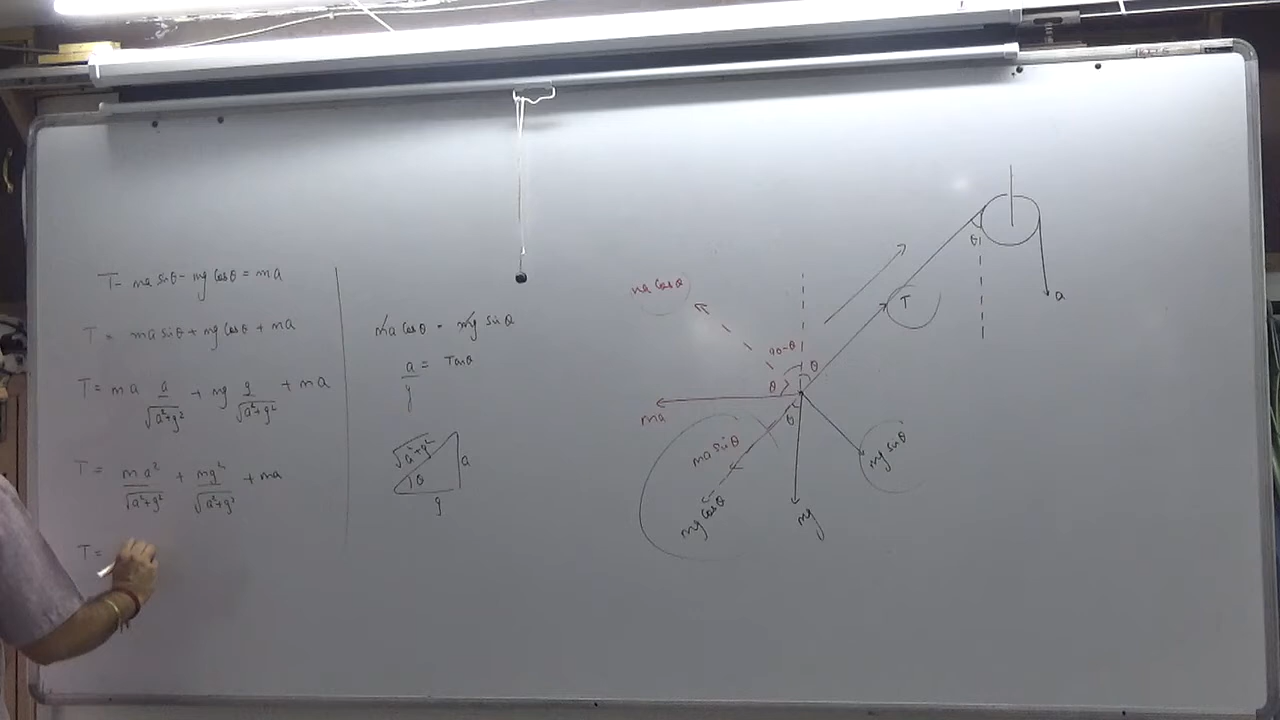 T- ma sinθ - mg cosθ = ma
T = ma sinθ + mg cosθ + ma
T = ma a/√a²+g² + mg g/√a²+g² + ma
T = ma²/√a²+g² + mg²/√a²+g² + ma
T =
ma cosθ = mg sinθ
a/g = Tanθ
√a²+g²
θ
a
g
ma cosθ
90-θ
θ
θ
ma
θ
ma sinθ
mg cosθ
mg
mg sinθ
T
θ
a